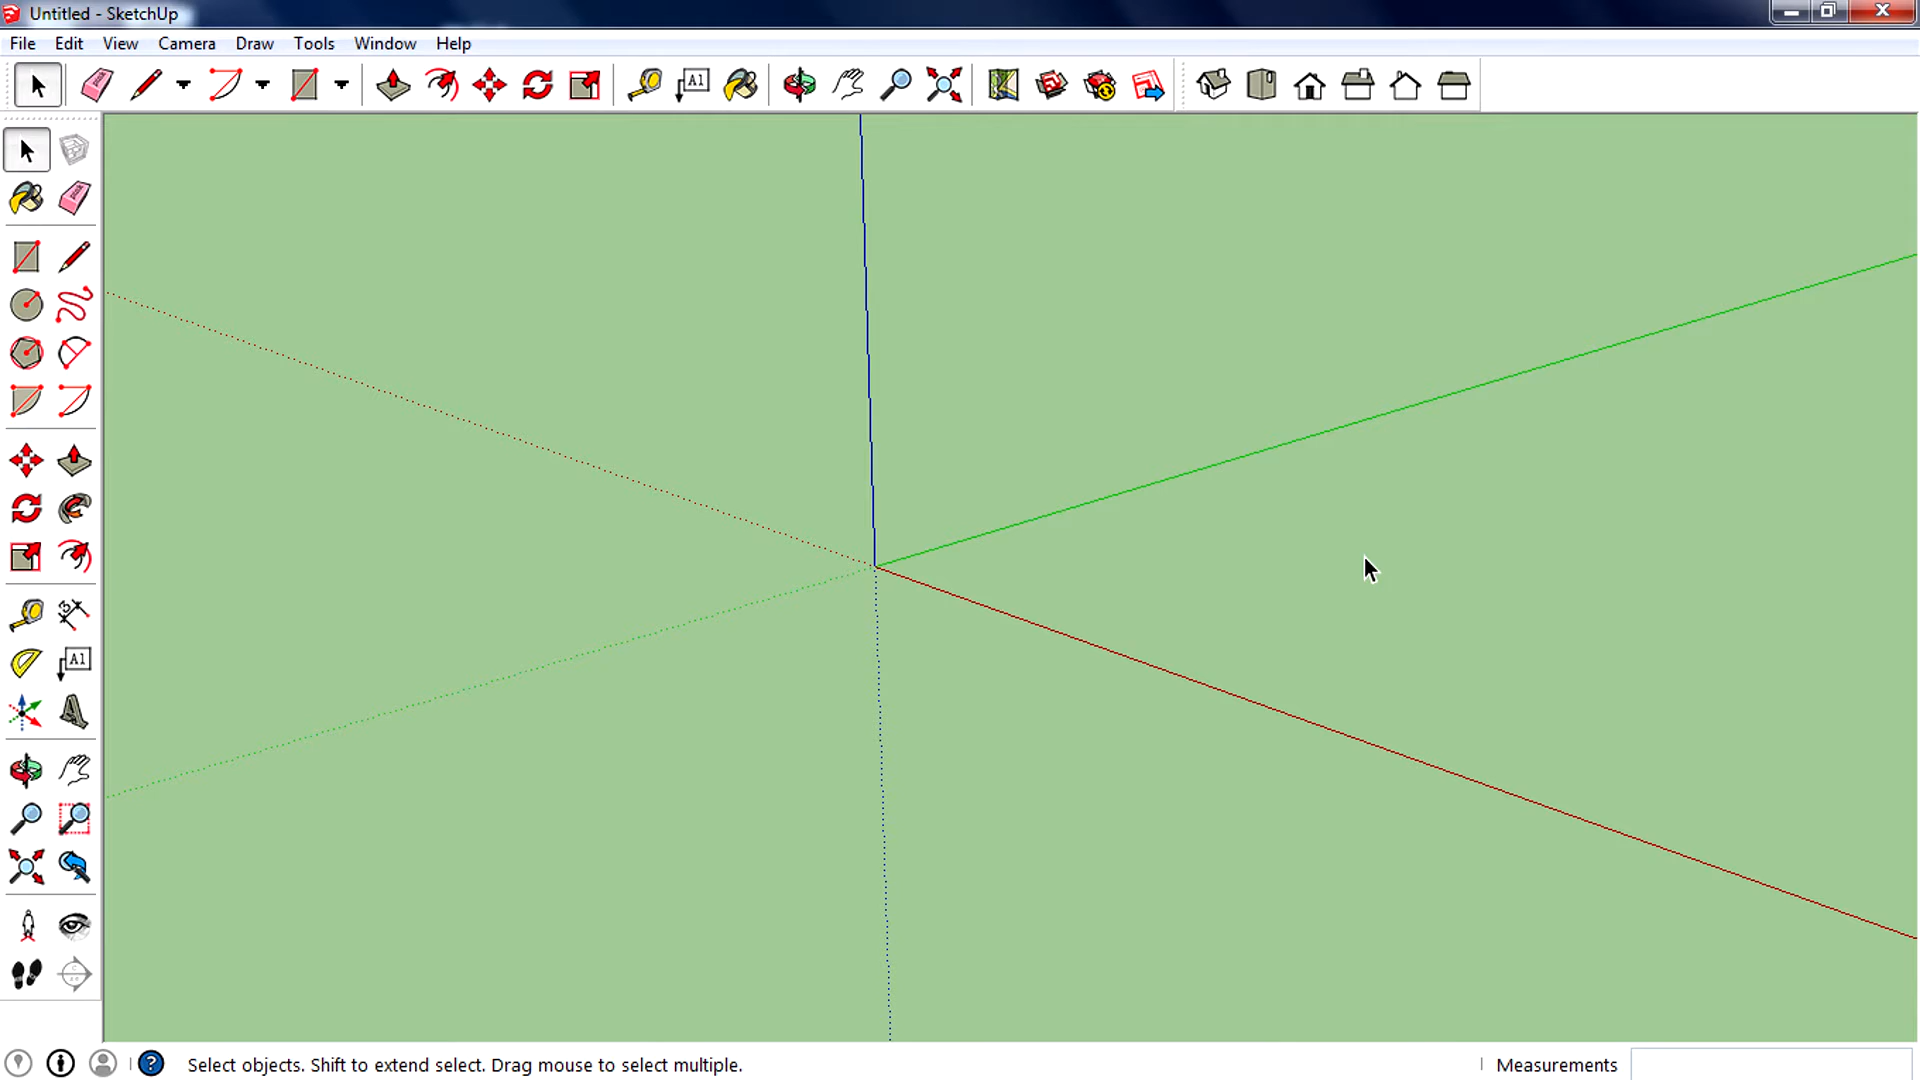 Untitled - SketchUp
File Edit View Camera Draw Tools Window Help
A1
A1
Select objects. Shift to extend select. Drag mouse to select multiple.
Measurements